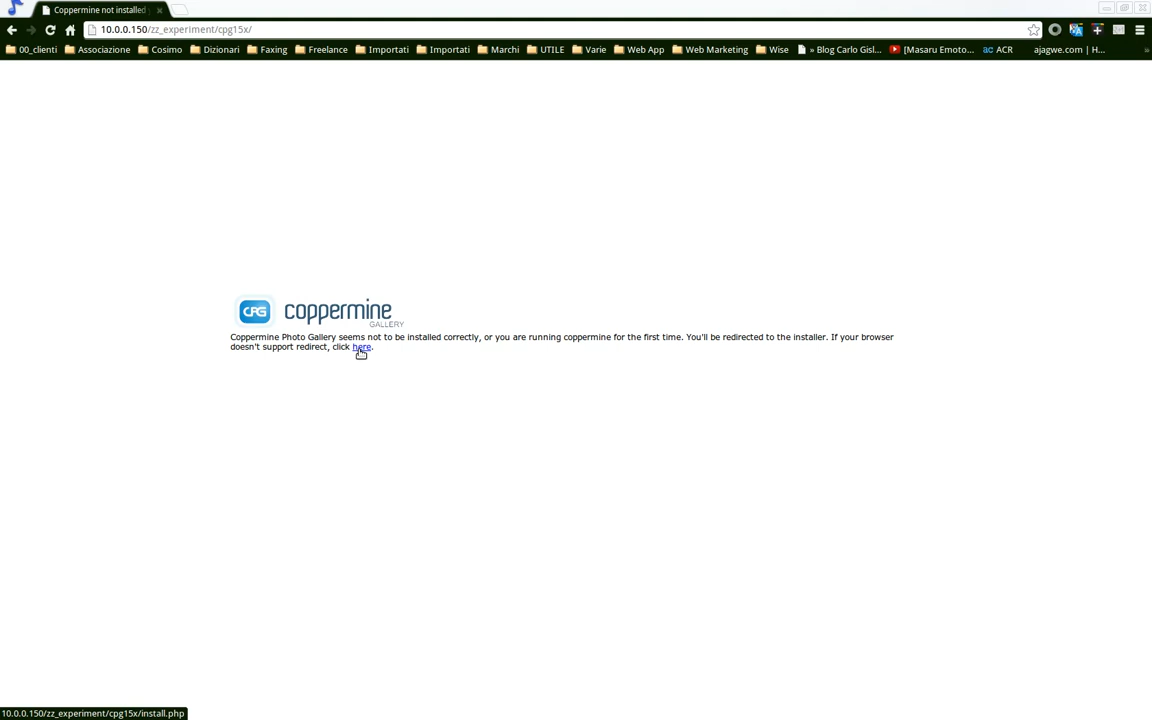 Coppermine not installed
10.0.0.150/zz_experiment/cpg15x/
00_clienti Associazione Cosimo Dizionari Faxing Freelance Importati Importati Marchi UTILE Varie Web App Web Marketing Wise » Blog Carlo Gisl... [Masaru Emoto... ac ACR ajagwe.com | H... »
CPG coppermine
GALLERY
Coppermine Photo Gallery seems not to be installed correctly, or you are running coppermine for the first time. You'll be redirected to the installer. If your browser
doesn't support redirect, click here.
10.0.0.150/zz_experiment/cpg15x/install.php